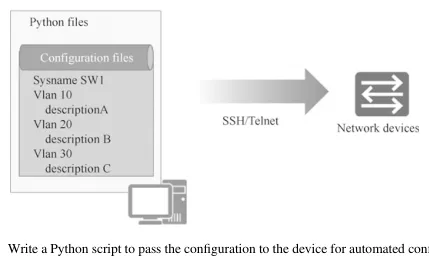 Python files
Configuration files
Sysname SW1
Vlan 10
descriptionA
Vlan 20
description B
Vlan 30
description C
SSH/Telnet
Network devices
Write a Python script to pass the configuration to the device for automated